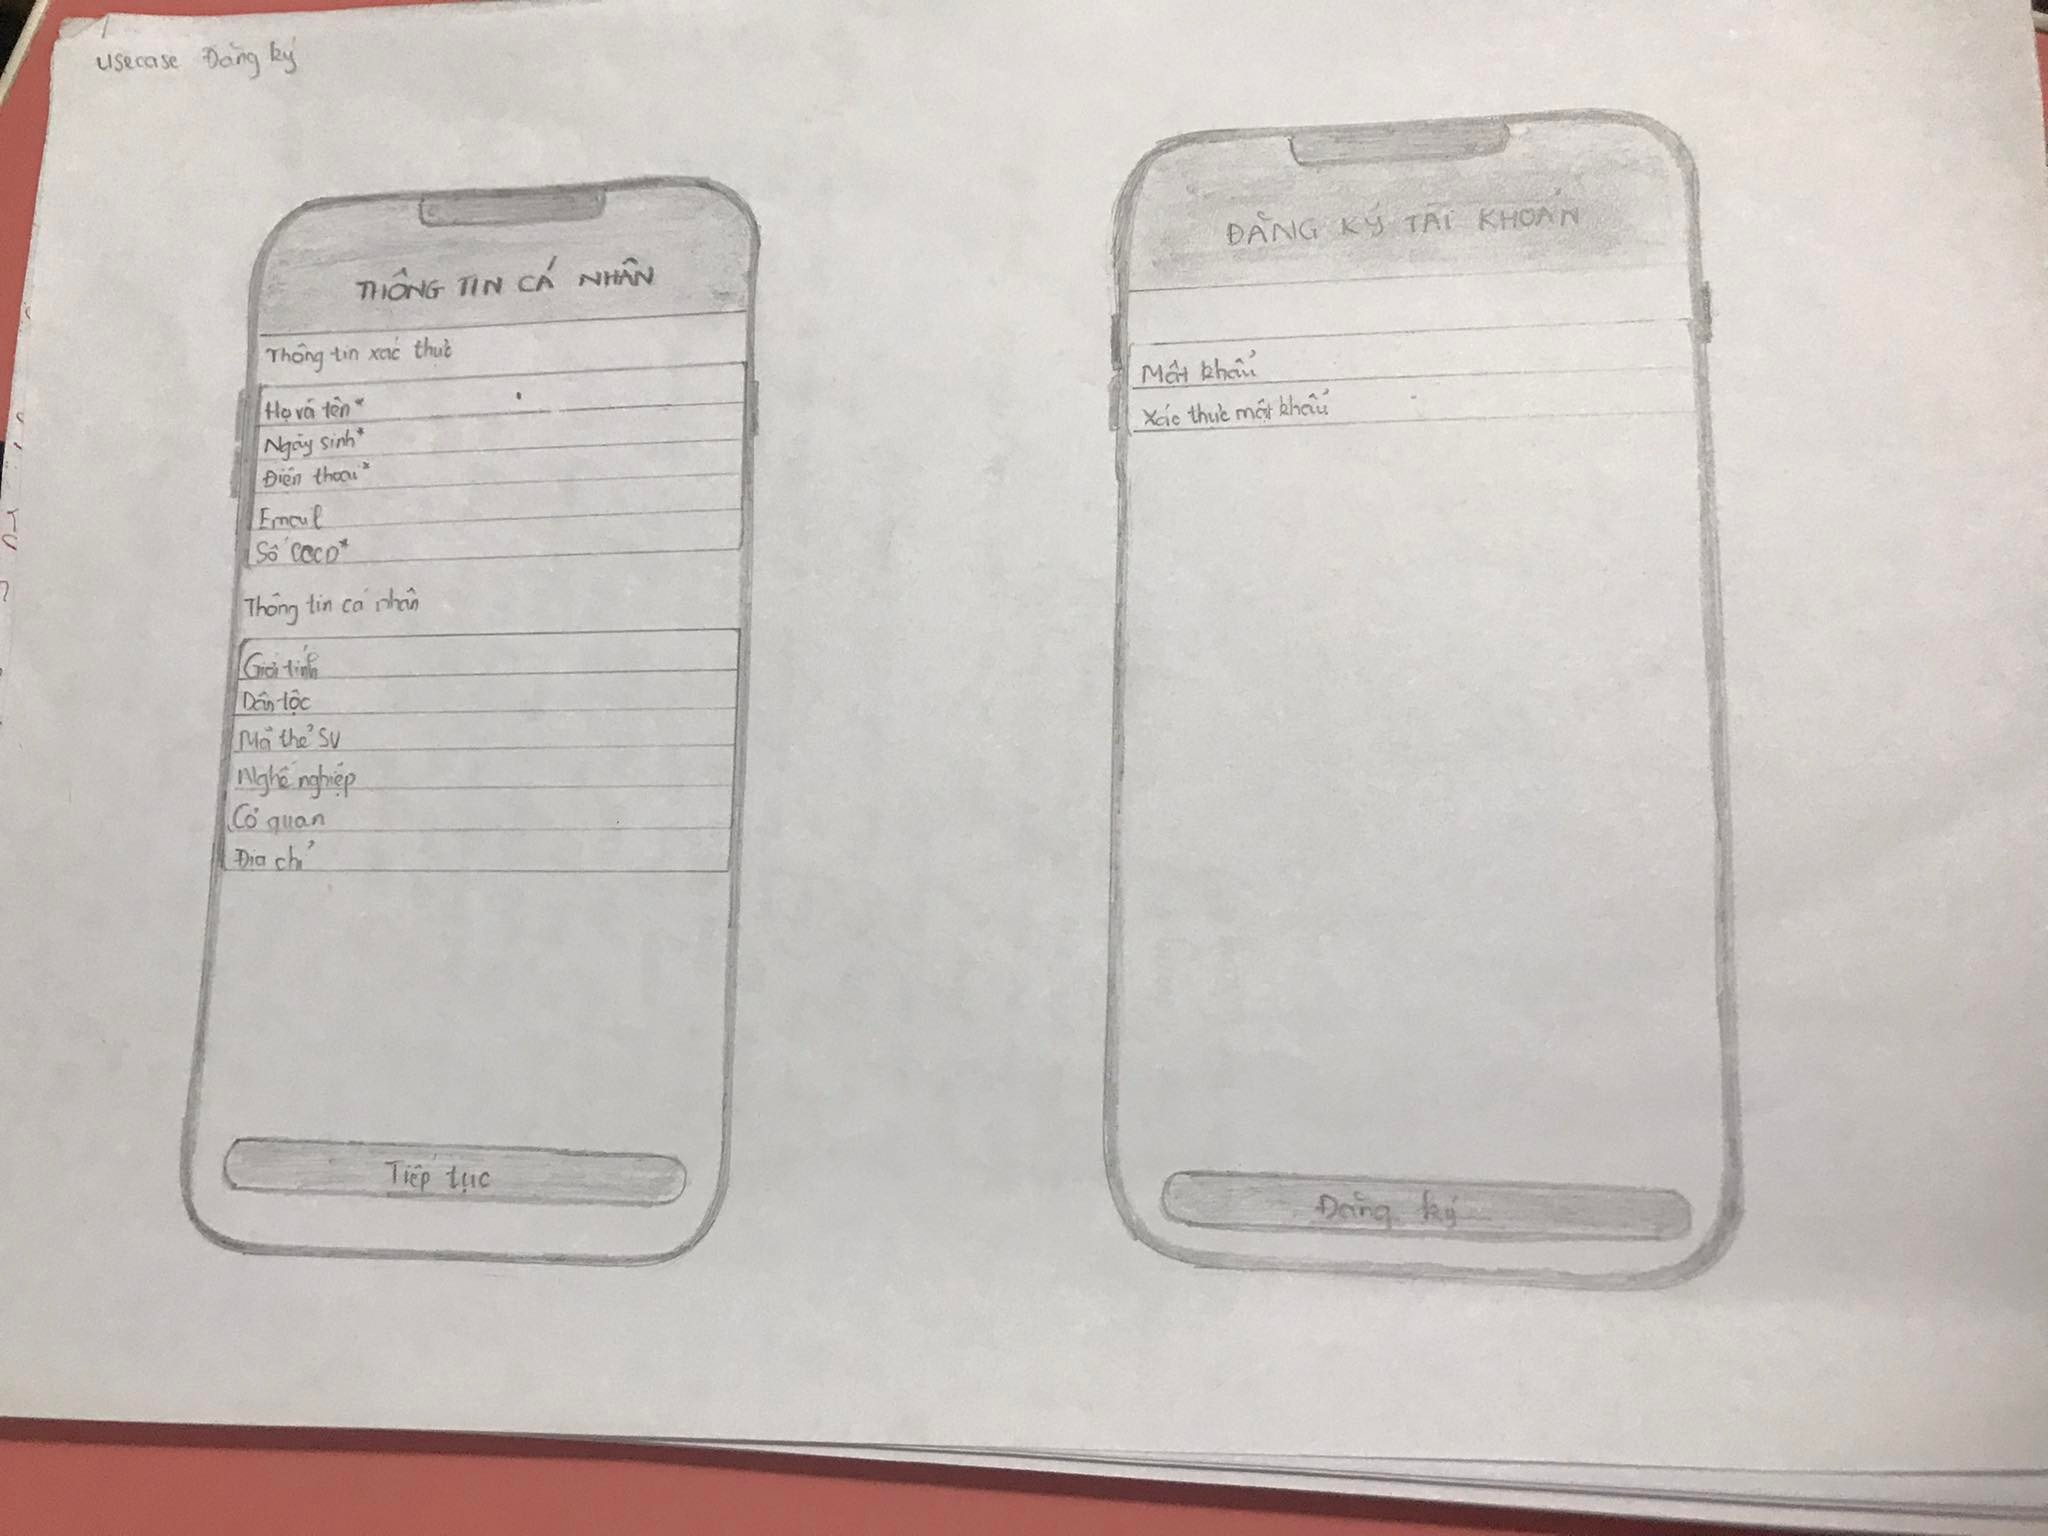 usecase Đăng ký
THÔNG TIN CÁ NHÂN
Thông tin xác thực
Họ và tên*
Ngày sinh*
Điện thoại*
Email
Số CCCD*
Thông tin cá nhân
Giới tính
Dân tộc
Mã thẻ SV
Nghề nghiệp
Cơ quan
Địa chỉ
Tiếp tục
ĐĂNG KÝ TÀI KHOẢN
Mật khẩu
Xác thực mật khẩu
Đăng ký